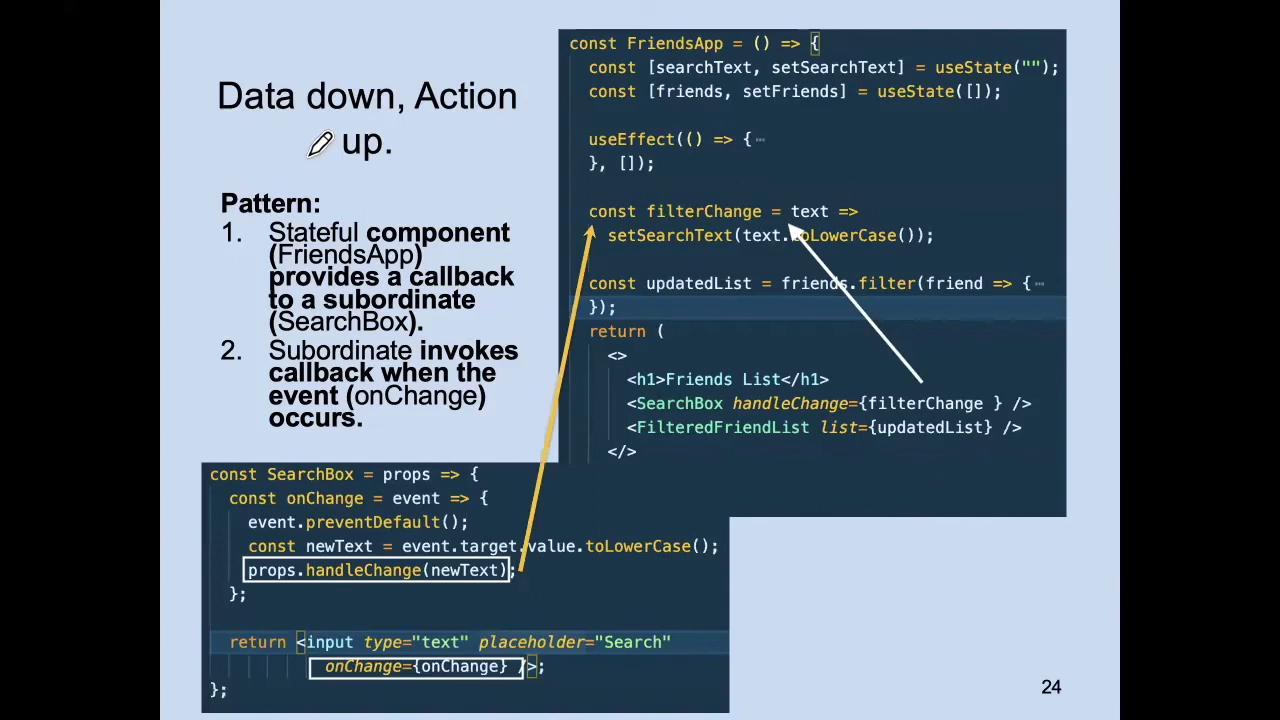 Data down, Action
up.
Pattern:
1. Stateful component
(FriendsApp)
provides a callback
to a subordinate
(SearchBox).
2. Subordinate invokes
callback when the
event (onChange)
occurs.
const FriendsApp = () => {
const [searchText, setSearchText] = useState("");
const [friends, setFriends] = useState([]);
useEffect(() => {⋯
}, []);
const filterChange = text =>
setSearchText(text.toLowerCase());
const updatedList = friends.filter(friend => {⋯
});
return (
<>
<h1>Friends List</h1>
<SearchBox handleChange={filterChange } />
<FilteredFriendList list={updatedList} />
</>
const SearchBox = props => {
const onChange = event => {
event.preventDefault();
const newText = event.target.value.toLowerCase();
props.handleChange(newText);
};
return <input type="text" placeholder="Search"
onChange={onChange} />;
};
24